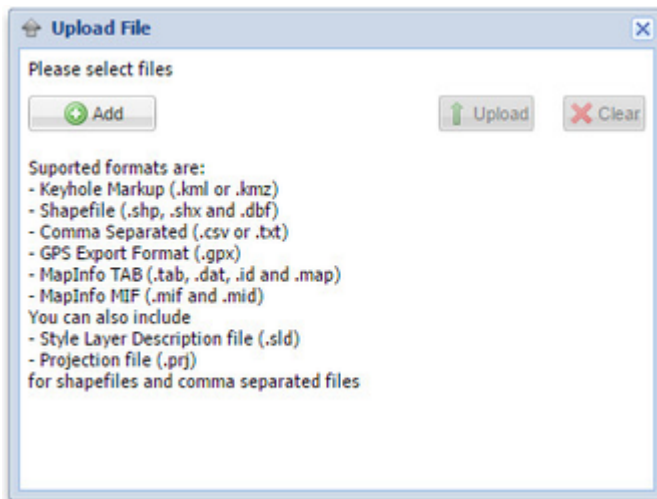 Upload File
Please select files
Add
Upload
Clear
Suported formats are:
- Keyhole Markup (.kml or .kmz)
- Shapefile (.shp, .shx and .dbf)
- Comma Separated (.csv or .txt)
- GPS Export Format (.gpx)
- MapInfo TAB (.tab, .dat, .id and .map)
- MapInfo MIF (.mif and .mid)
You can also include
- Style Layer Description file (.sld)
- Projection file (.prj)
for shapefiles and comma separated files